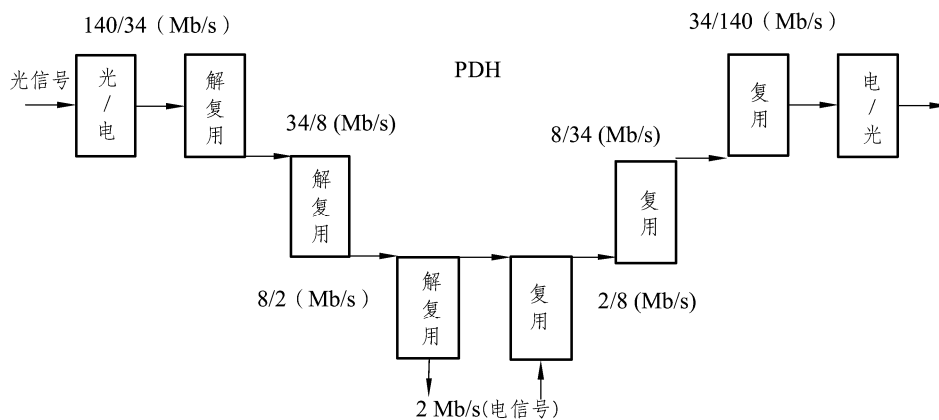 140/34（Mb/s）
34/140 (Mb/s)
光信号
光/电
解复用
PDH
复用
电/光
34/8 (Mb/s)
8/34 (Mb/s)
解复用
复用
8/2（Mb/s）
解复用
复用
2/8 (Mb/s)
2 Mb/s(电信号)